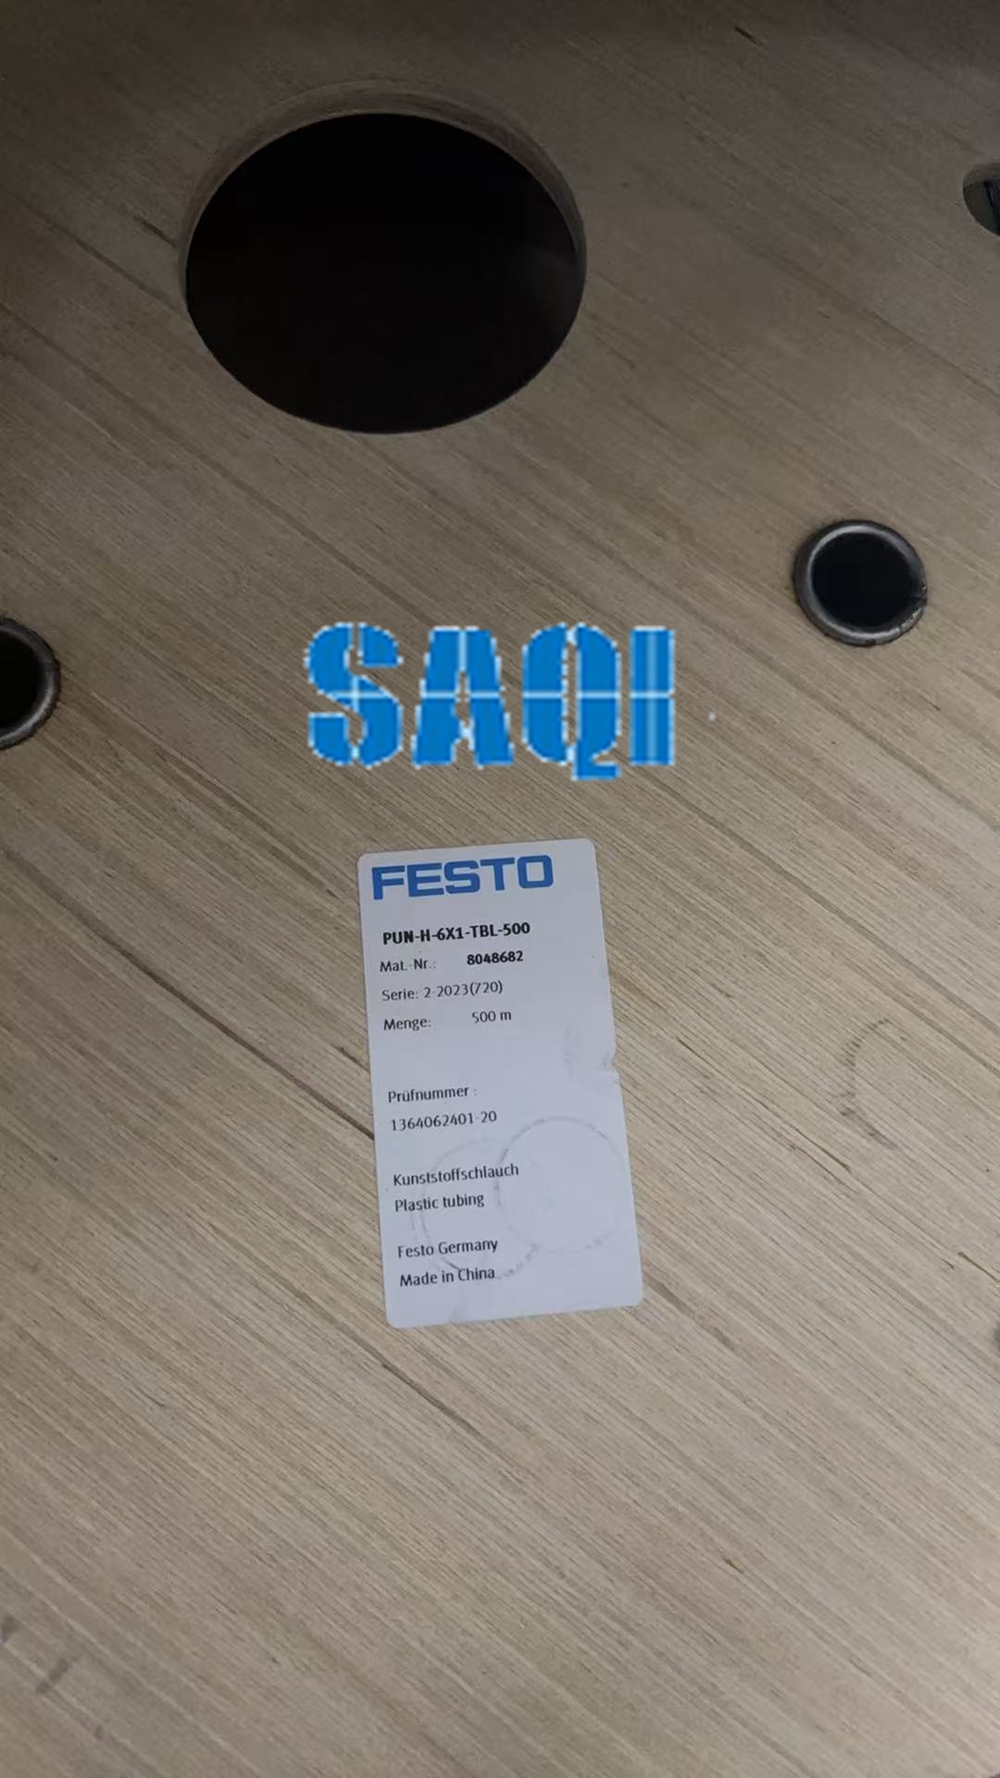 SAQI
FESTO
PUN-H-6X1-TBL-500
Mat.-Nr.: 8048682
Serie: 2-2023(720)
Menge: 500 m
Prüfnummer :
1364062401-20
Kunststoffschlauch
Plastic tubing
Festo Germany
Made in China